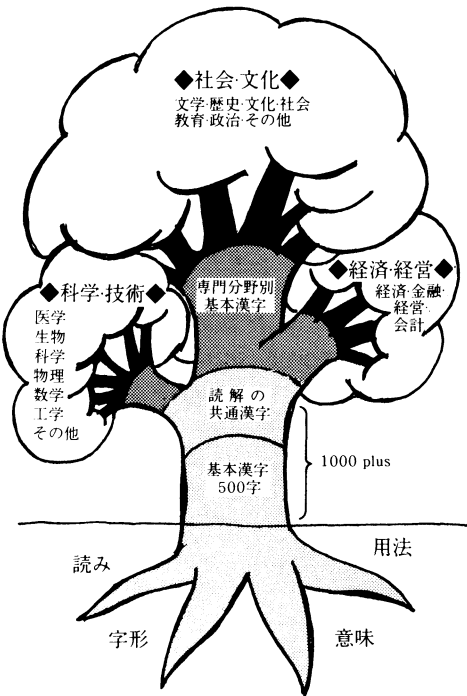 ◆社会・文化◆
文学・歴史・文化・社会
教育・政治・その他
◆経済・経営◆
経済・金融・
経営・
会計
専門分野別
基本漢字
◆科学・技術◆
医学
生物
科学
物理
数学
工学
その他
読解の
共通漢字
基本漢字
500字
1000 plus
読み
用法
字形
意味